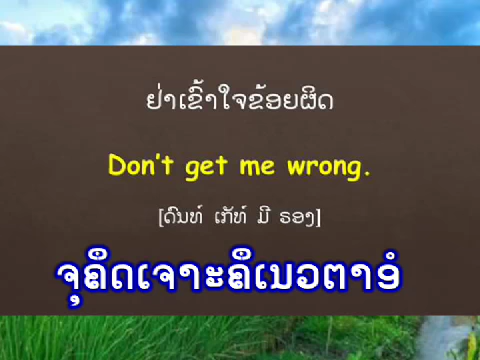 ຢ່າເຂົ້າໃຈຂ້ອຍຜິດ
Don't get me wrong.
[ດົນທ໌ ເກັທ໌ ມີ ຣອງ]
ຈຸຄຶດເຈາະຄຶເນວຕາອໍ